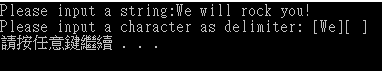 Please input a string:We will rock you!
Please input a character as delimiter: [We][ ]
請按任意鍵繼續 . . .